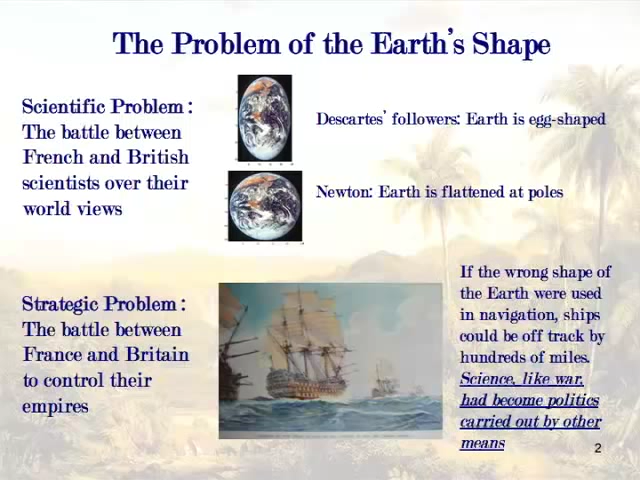 The Problem of the Earth's Shape
Scientific Problem:
The battle between
French and British
scientists over their
world views
Descartes' followers: Earth is egg-shaped
Newton: Earth is flattened at poles
Strategic Problem:
The battle between
France and Britain
to control their
empires
If the wrong shape of
the Earth were used
in navigation, ships
could be off track by
hundreds of miles.
Science, like war,
had become politics
carried out by other
means
2